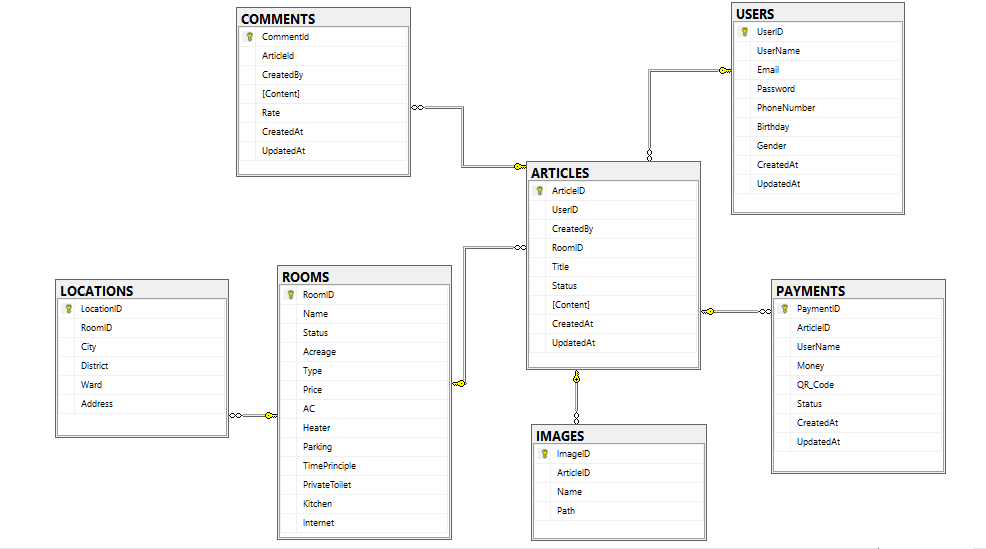 COMMENTS
CommentId
ArticleId
CreatedBy
[Content]
Rate
CreatedAt
UpdatedAt
USERS
UserID
UserName
Email
Password
PhoneNumber
Birthday
Gender
CreatedAt
UpdatedAt
ARTICLES
ArticleID
UserID
CreatedBy
RoomID
Title
Status
[Content]
CreatedAt
UpdatedAt
LOCATIONS
LocationID
RoomID
City
District
Ward
Address
ROOMS
RoomID
Name
Status
Acreage
Type
Price
AC
Heater
Parking
TimePrinciple
PrivateToilet
Kitchen
Internet
PAYMENTS
PaymentID
ArticleID
UserName
Money
QR_Code
Status
CreatedAt
UpdatedAt
IMAGES
ImageID
ArticleID
Name
Path